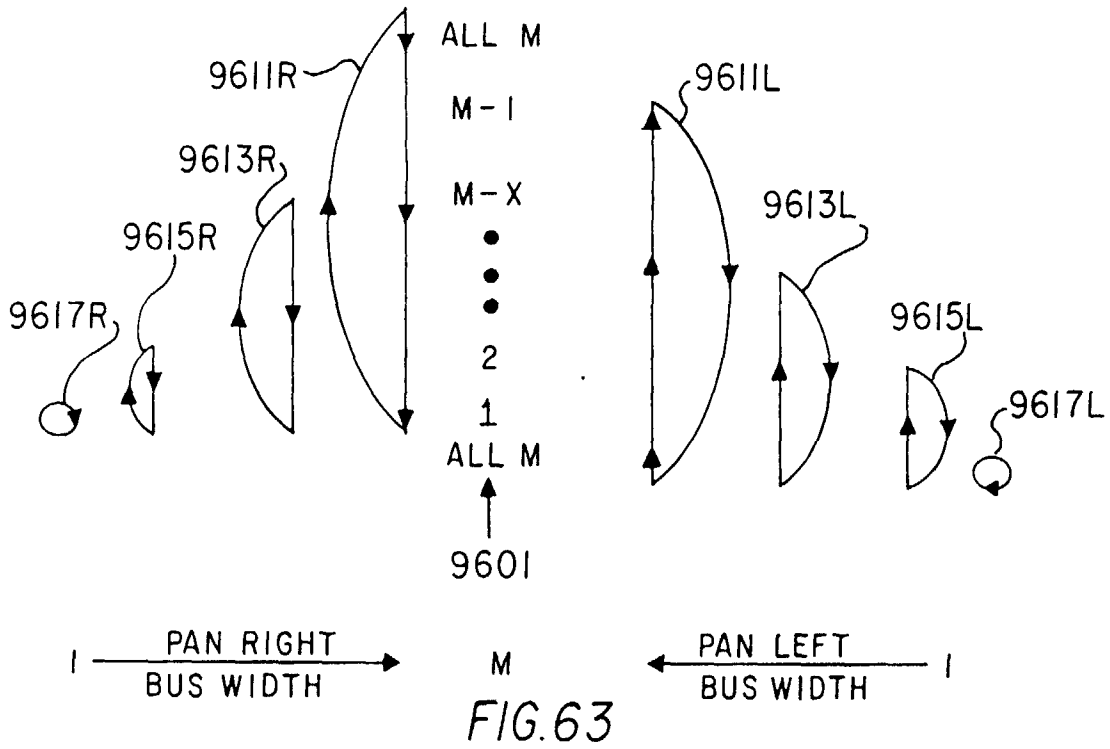 ALL M
9611R
9611L
M-1
9613R
M-X
9613L
9615R
9617R
9615L
2
1
9617L
ALL M
9601
1 PAN RIGHT M PAN LEFT 1
BUS WIDTH BUS WIDTH
FIG.63